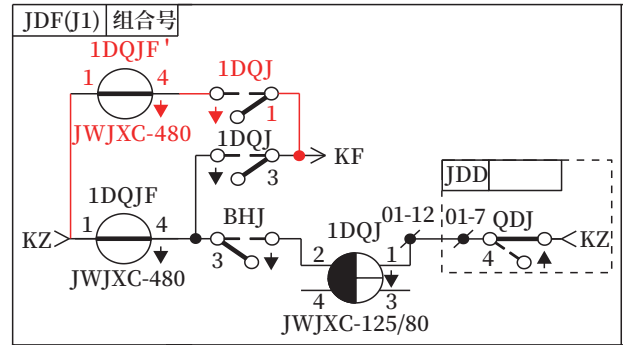 JDF(J1) 组合号
1DQJF'
1 4 1DQJ
1
JWJXC-480
1DQJ
KF
3
JDD
1DQJF
KZ 1 4
BHJ
1DQJ
01-12 01-7 QDJ
KZ
3
2 1
4
JWJXC-480
4 3
JWJXC-125/80